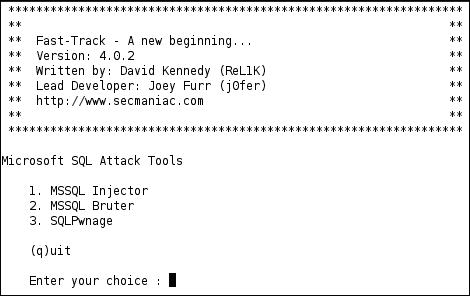 *****************************************************************
** **
** Fast-Track - A new beginning... **
** Version: 4.0.2 **
** Written by: David Kennedy (ReL1K) **
** Lead Developer: Joey Furr (j0fer) **
** http://www.secmaniac.com **
** **
*****************************************************************
Microsoft SQL Attack Tools
1. MSSQL Injector
2. MSSQL Bruter
3. SQLPwnage
(q)uit
Enter your choice :